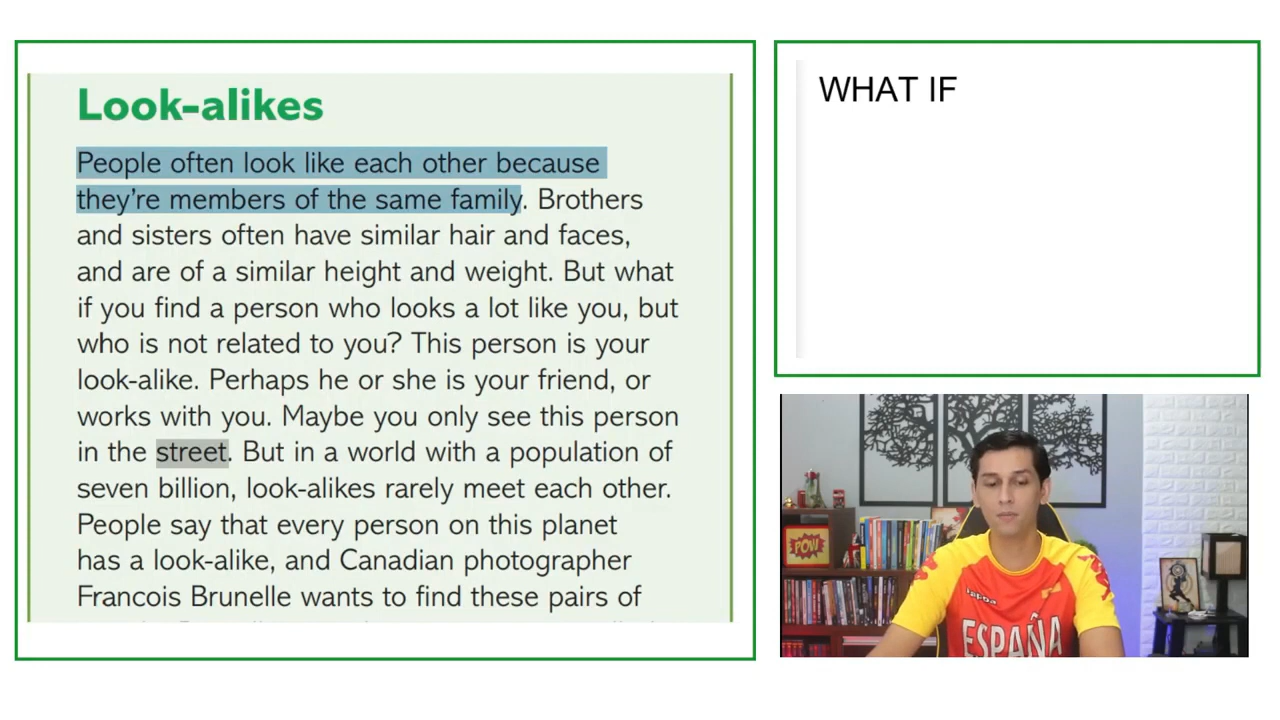 Look-alikes
People often look like each other because
they're members of the same family. Brothers
and sisters often have similar hair and faces,
and are of a similar height and weight. But what
if you find a person who looks a lot like you, but
who is not related to you? This person is your
look-alike. Perhaps he or she is your friend, or
works with you. Maybe you only see this person
in the street. But in a world with a population of
seven billion, look-alikes rarely meet each other.
People say that every person on this planet
has a look-alike, and Canadian photographer
Francois Brunelle wants to find these pairs of
WHAT IF
POW!
Kappa
ESPAÑA